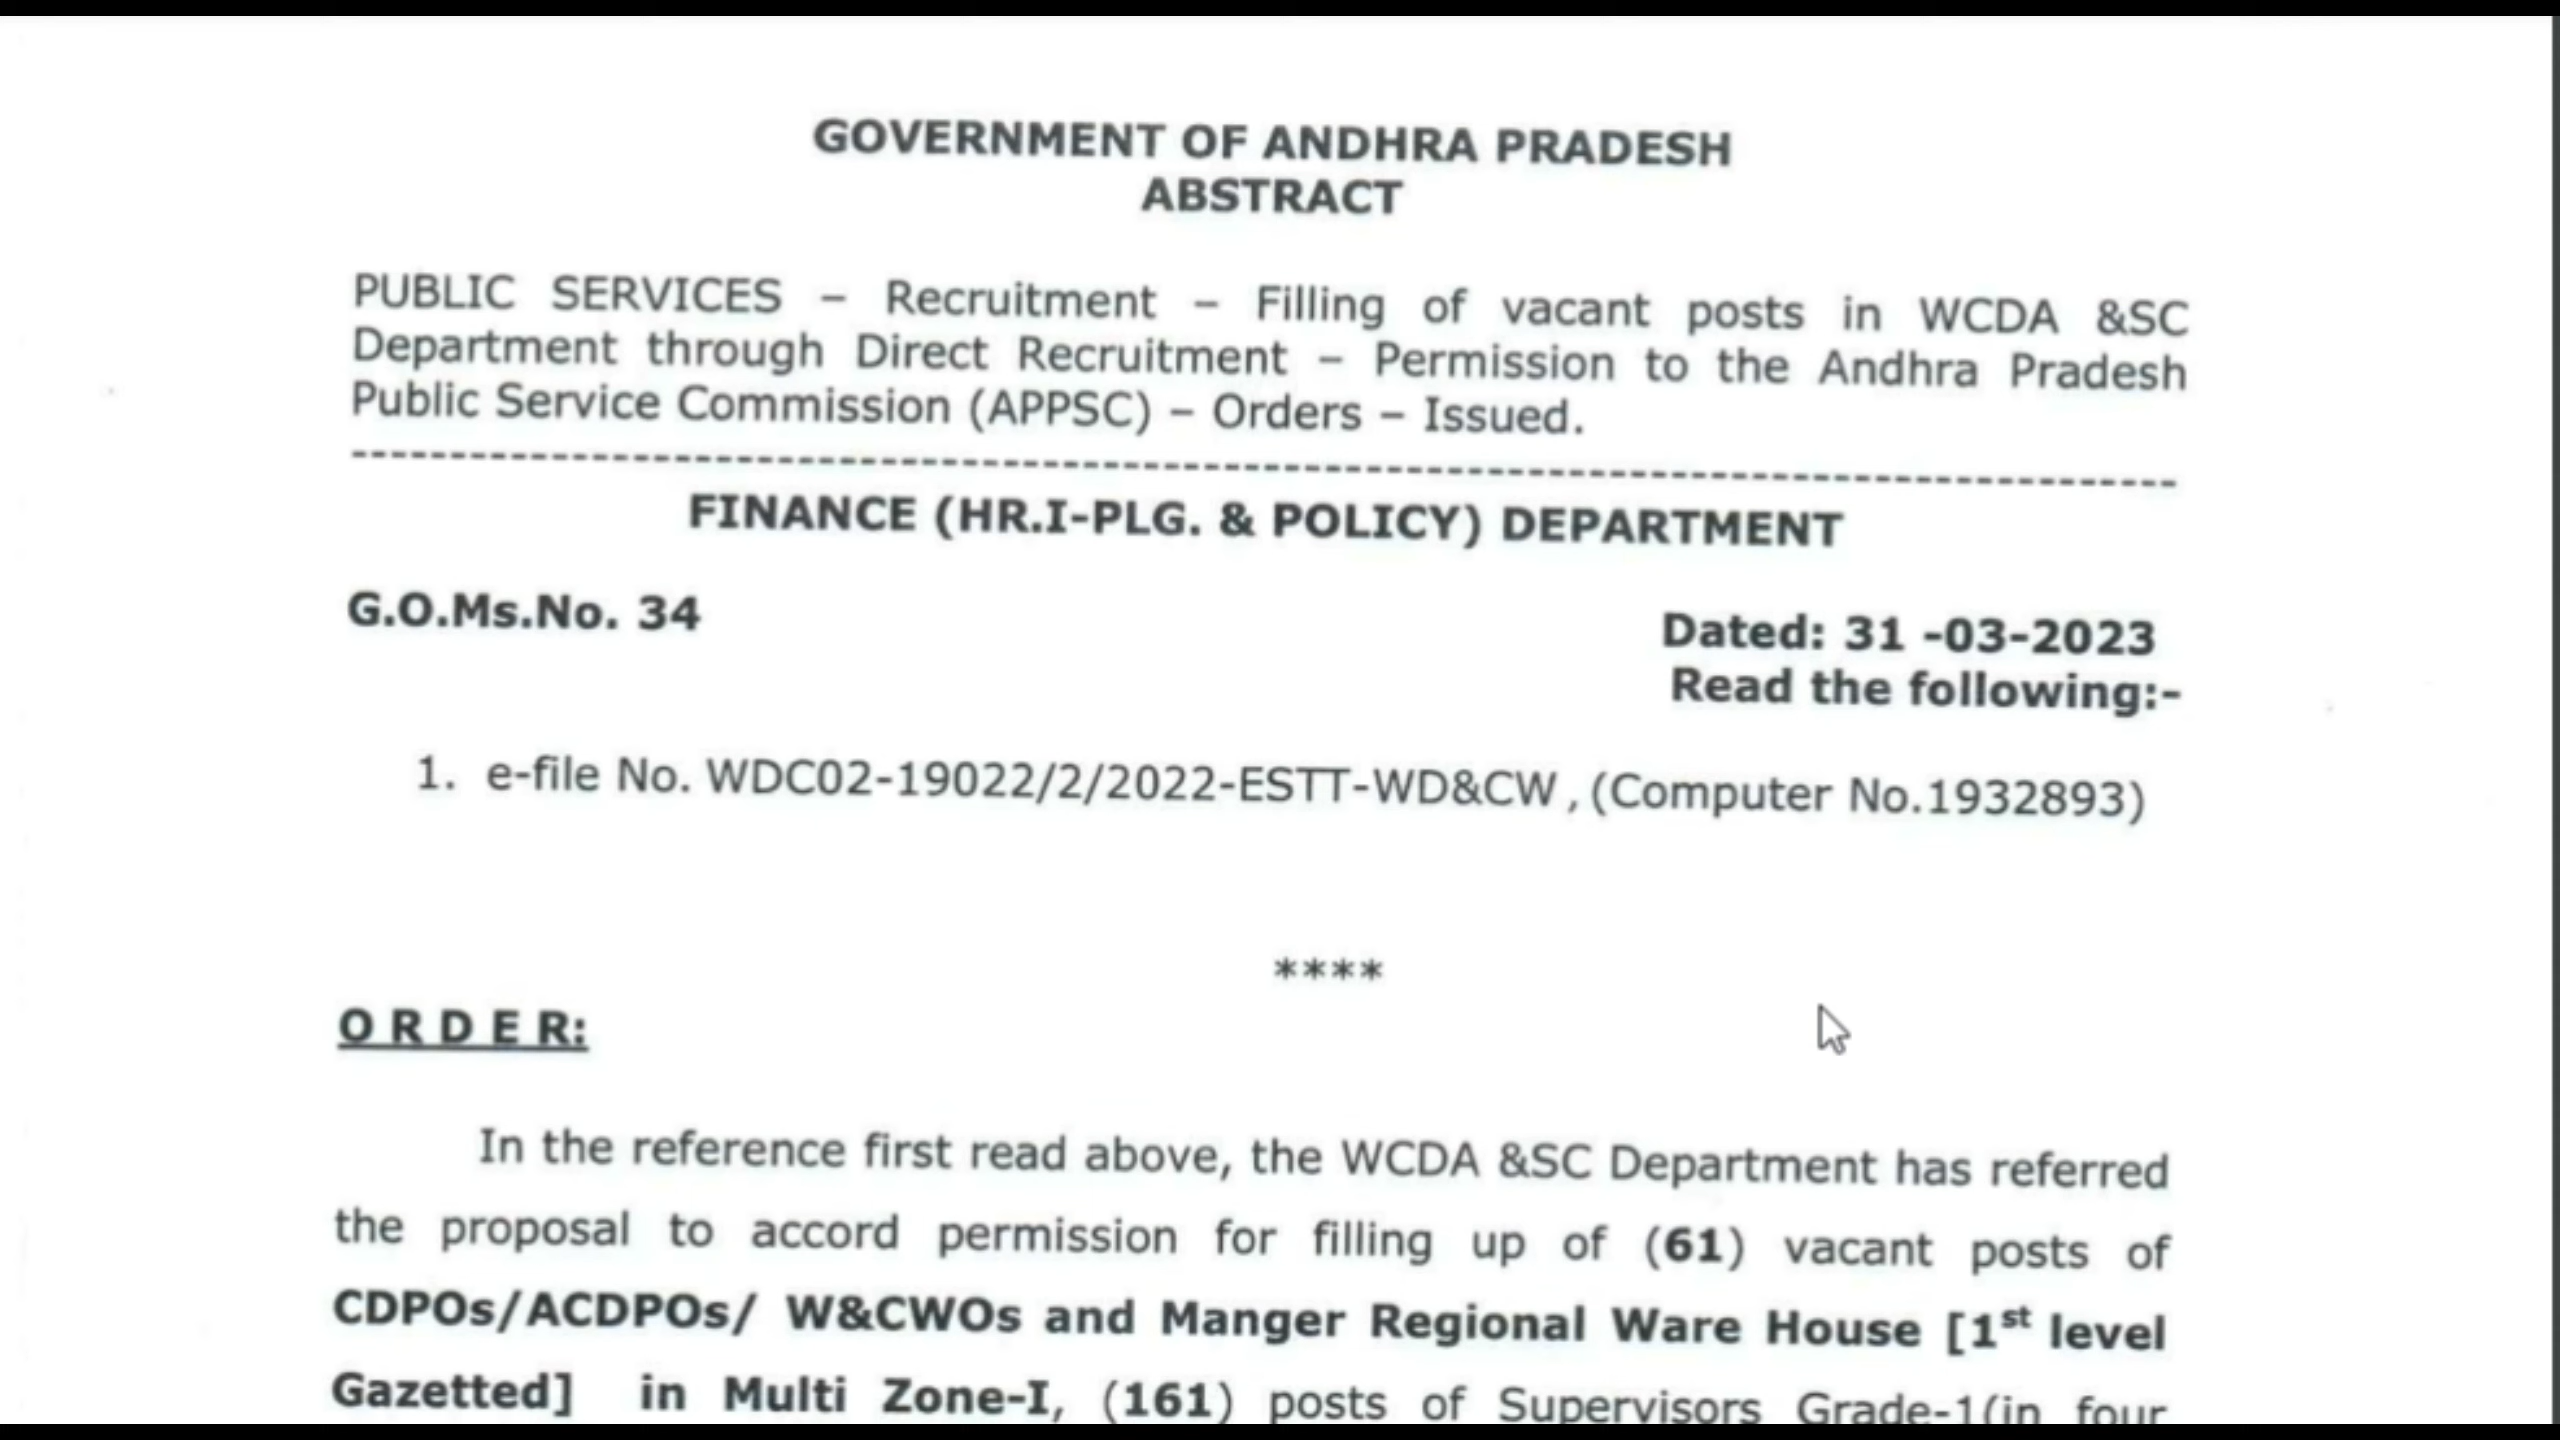 GOVERNMENT OF ANDHRA PRADESH
ABSTRACT
PUBLIC SERVICES – Recruitment – Filling of vacant posts in WCDA &SC
Department through Direct Recruitment – Permission to the Andhra Pradesh
Public Service Commission (APPSC) – Orders – Issued.
--------------------------------------------------------------------------------------------
FINANCE (HR.I-PLG. & POLICY) DEPARTMENT
G.O.Ms.No. 34
Dated: 31 -03-2023
Read the following:-
1. e-file No. WDC02-19022/2/2022-ESTT-WD&CW, (Computer No.1932893)
****
O R D E R:
In the reference first read above, the WCDA &SC Department has referred
the proposal to accord permission for filling up of (61) vacant posts of
CDPOs/ACDPOs/ W&CWOs and Manger Regional Ware House [1st level
Gazetted] in Multi Zone-I, (161) posts of Supervisors Grade-1(in four